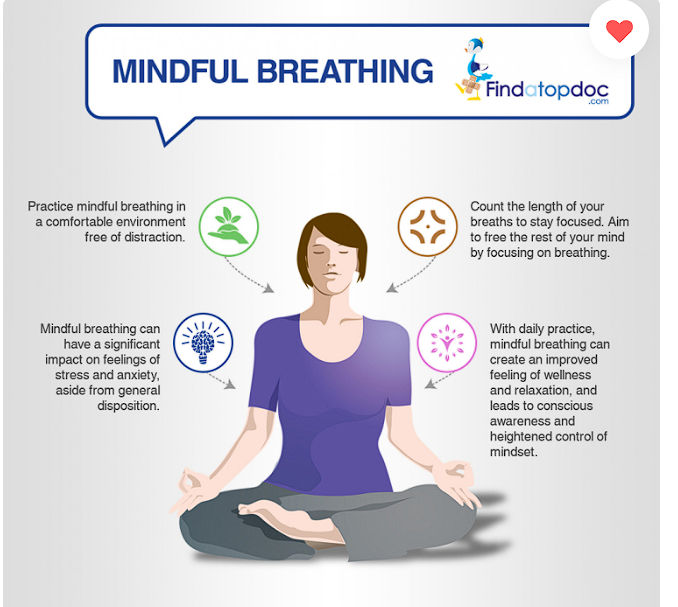 MINDFUL BREATHING
Findatopdoc
.com
Practice mindful breathing in
a comfortable environment
free of distraction.
Count the length of your
breaths to stay focused. Aim
to free the rest of your mind
by focusing on breathing.
Mindful breathing can
have a significant
impact on feelings of
stress and anxiety,
aside from general
disposition.
With daily practice,
mindful breathing can
create an improved
feeling of wellness
and relaxation, and
leads to conscious
awareness and
heightened control of
mindset.